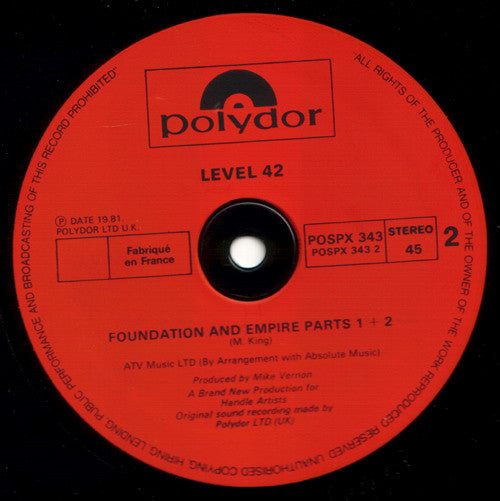 polydor
LEVEL 42
Ⓟ DATE 19.81.
POLYDOR LTD U.K.
Fabriqué
en France
POSPX 343
POSPX 343 2
STEREO
45
2
FOUNDATION AND EMPIRE PARTS 1 + 2
(M. King)
ATV Music LTD (By Arrangement with Absolute Music)
Produced by Mike Vernon
A Brand New Production for
Handle Artists
Original sound recording made by
Polydor LTD (UK)
"ALL RIGHTS OF THE PRODUCER AND OF THE OWNER OF THE WORK REPRODUCED RESERVED UNAUTHORISED COPYING, HIRING, LENDING PUBLIC PERFORMANCE AND BROADCASTING OF THIS RECORD PROHIBITED"